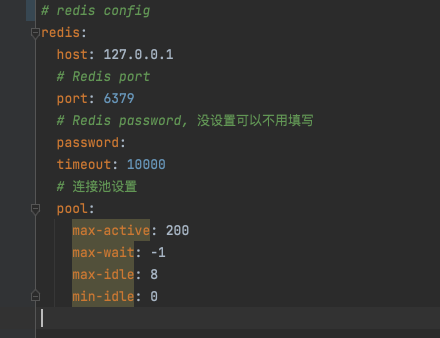 # redis config
redis:
  host: 127.0.0.1
  # Redis port
  port: 6379
  # Redis password, 没设置可以不用填写
  password:
  timeout: 10000
  # 连接池设置
  pool:
    max-active: 200
    max-wait: -1
    max-idle: 8
    min-idle: 0